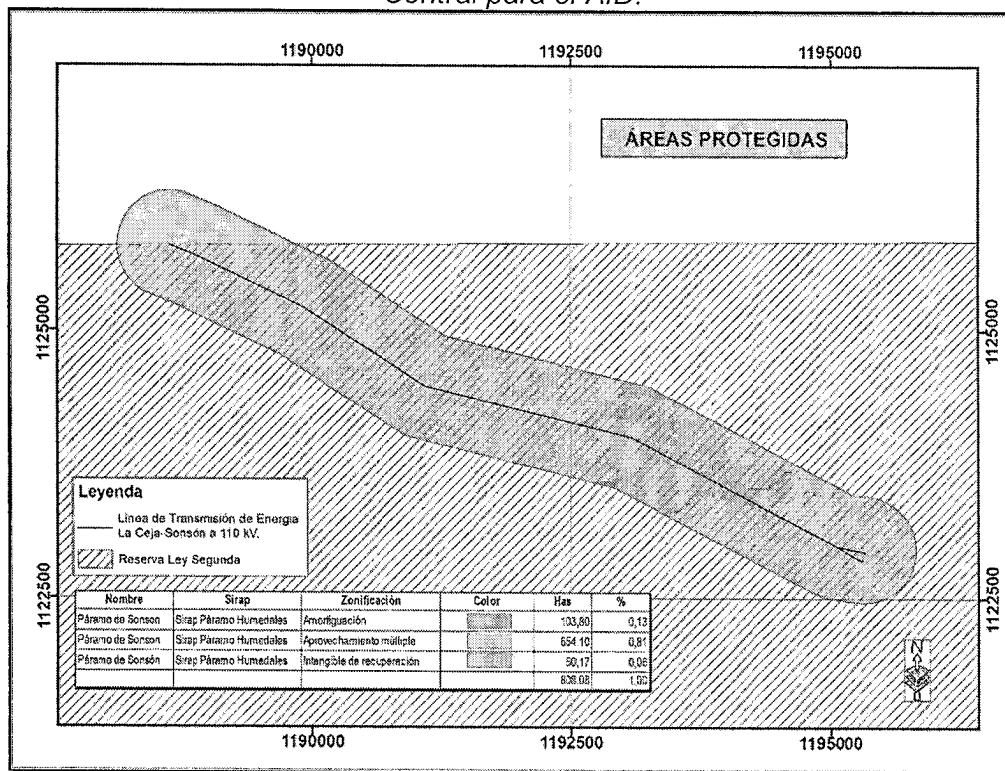 Central para el AID.
1190000 1192500 1195000
ÁREAS PROTEGIDAS
1125000 1125000
Leyenda
Línea de Transmisión de Energía
La Ceja-Sonsón a 110 kV.
Reserva Ley Segunda
1122500 1122500
Nombre Sirap Zonificación Color Has %
Páramo de Sonson Sirap Páramo Humedales Amortiguación 103,80 0,13
Páramo de Sonsón Sirap Páramo Humedales Aprovechamiento múltiple 654,10 0,81
Páramo de Sonsón Sirap Páramo Humedales Intangible de recuperación 50,17 0,06
808,08 1,00
N
1190000 1192500 1195000